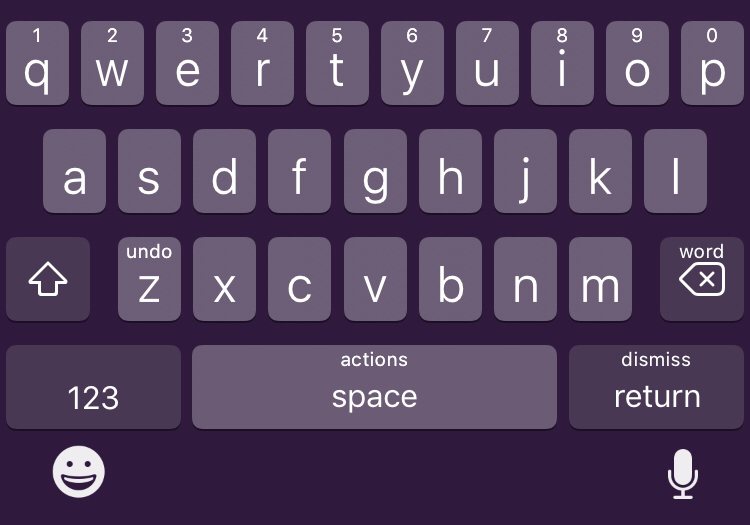 1 2 3 4 5 6 7 8 9 0
q w e r t y u i o p
a s d f g h j k l
undo word
z x c v b n m
actions dismiss
123 space return